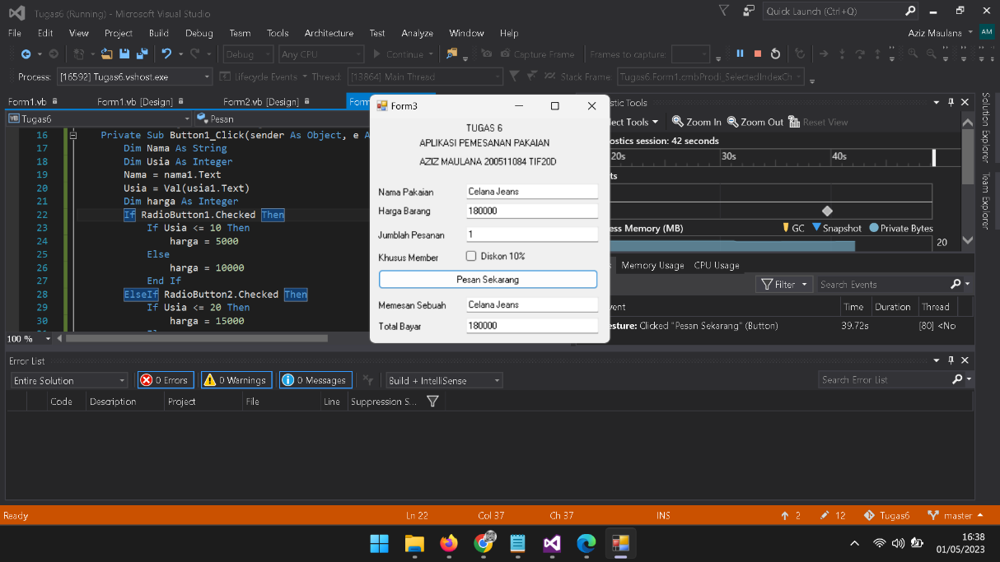 Tugas6 (Running) - Microsoft Visual Studio
Quick Launch (Ctrl+Q)
File Edit View Project Build Debug Team Tools Architecture Test Analyze Window Help
Aziz Maulana AM
Debug Any CPU Continue Capture Frame Frames to capture:
Process: [16592] Tugas6.vshost.exe Lifecycle Events Thread: [13864] Main Thread Stack Frame: Tugas6.Form1.cmbProdi_SelectedIndexCh
Form1.vb Form1.vb [Design] Form2.vb [Design]
Tugas6 Pesan
16 Private Sub Button1_Click(sender As Object, e A
17 Dim Nama As String
18 Dim Usia As Integer
19 Nama = nama1.Text
20 Usia = Val(usia1.Text)
21 Dim harga As Integer
22 If RadioButton1.Checked Then
23 If Usia <= 10 Then
24 harga = 5000
25 Else
26 harga = 10000
27 End If
28 ElseIf RadioButton2.Checked Then
29 If Usia <= 20 Then
30 harga = 15000
100 %
Form3
TUGAS 6
APLIKASI PEMESANAN PAKAIAN
AZIZ MAULANA 200511084 TIF20D
Nama Pakaian Celana Jeans
Harga Barang 180000
Jumblah Pesanan 1
Khusus Member Diskon 10%
Pesan Sekarang
Memesan Sebuah Celana Jeans
Total Bayar 180000
Tools
Tools Zoom In Zoom Out Reset View
session: 42 seconds
20s 30s 40s
Memory (MB) GC Snapshot Private Bytes
20
Memory Usage CPU Usage
Filter Search Events
Time Duration Thread
Clicked "Pesan Sekarang" (Button) 39.72s [80] <No
Solution Explorer
Team Explorer
Error List
Entire Solution 0 Errors 0 Warnings 0 Messages Build + IntelliSense Search Error List
Code Description Project File Line Suppression S...
Ready Ln 22 Col 37 Ch 37 INS 2 12 Tugas6 master
16:38
01/05/2023